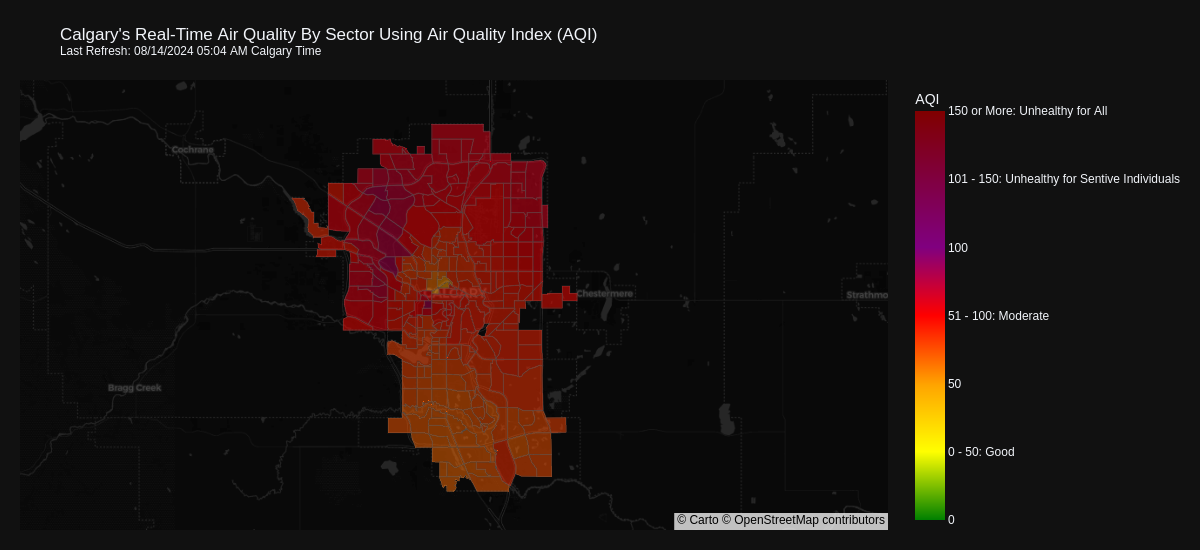 Calgary's Real-Time Air Quality By Sector Using Air Quality Index (AQI)
Last Refresh: 08/14/2024 05:04 AM Calgary Time
AQI
150 or More: Unhealthy for All
101 - 150: Unhealthy for Sentive Individuals
100
51 - 100: Moderate
50
0 - 50: Good
0
Cochrane
CALGARY
Chestermere
Strathmo
Bragg Creek
© Carto © OpenStreetMap contributors